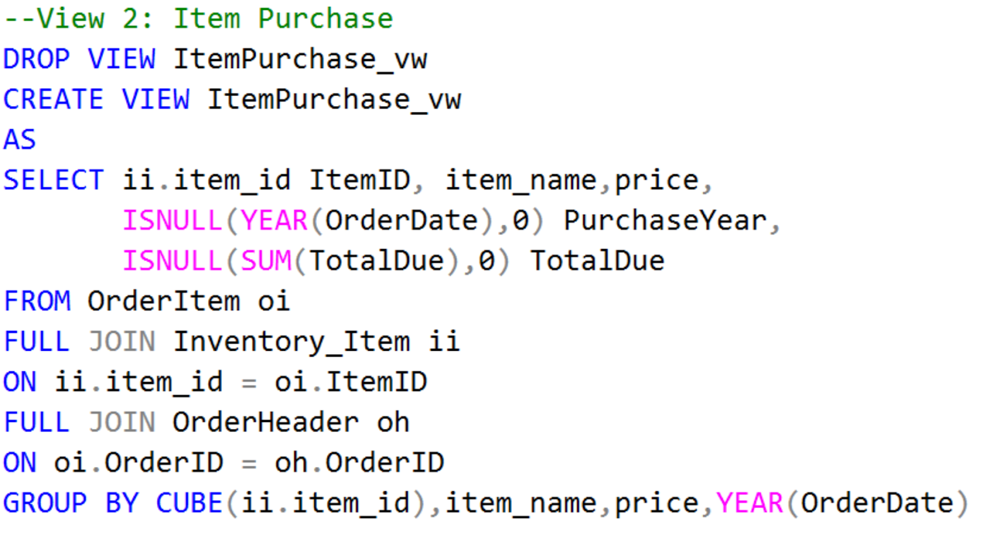 --View 2: Item Purchase
DROP VIEW ItemPurchase_vw
CREATE VIEW ItemPurchase_vw
AS
SELECT ii.item_id ItemID, item_name,price,
ISNULL(YEAR(OrderDate),0) PurchaseYear,
ISNULL(SUM(TotalDue),0) TotalDue
FROM OrderItem oi
FULL JOIN Inventory_Item ii
ON ii.item_id = oi.ItemID
FULL JOIN OrderHeader oh
ON oi.OrderID = oh.OrderID
GROUP BY CUBE(ii.item_id),item_name,price,YEAR(OrderDate)